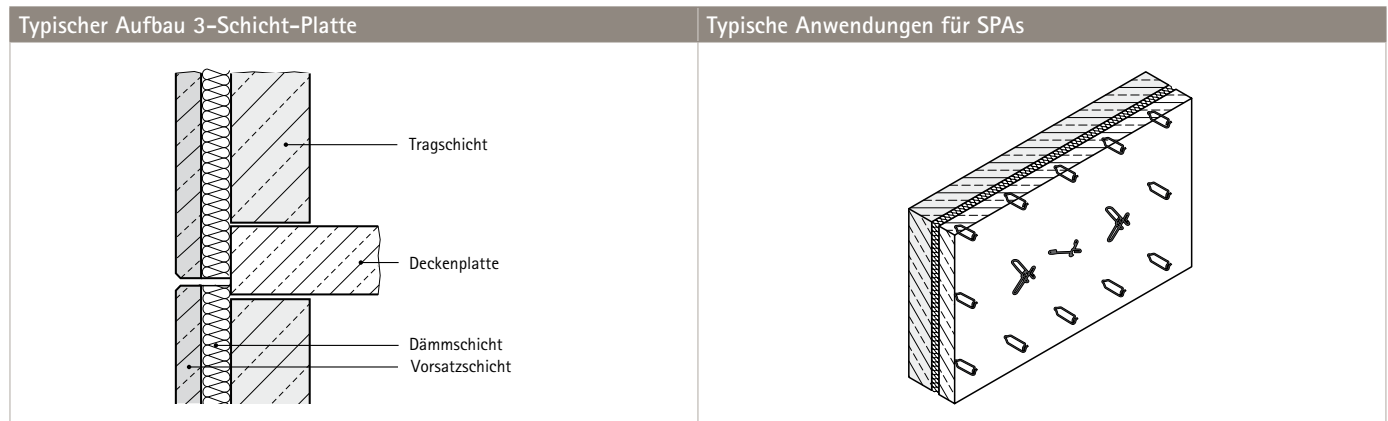 Typischer Aufbau 3-Schicht-Platte
Typische Anwendungen für SPAs
Tragschicht
Deckenplatte
Dämmschicht
Vorsatzschicht